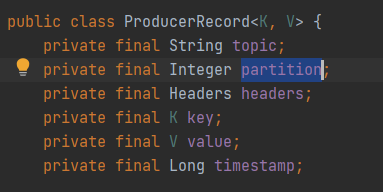 public class ProducerRecord<K, V> {
    private final String topic;
    private final Integer partition;
    private final Headers headers;
    private final K key;
    private final V value;
    private final Long timestamp;